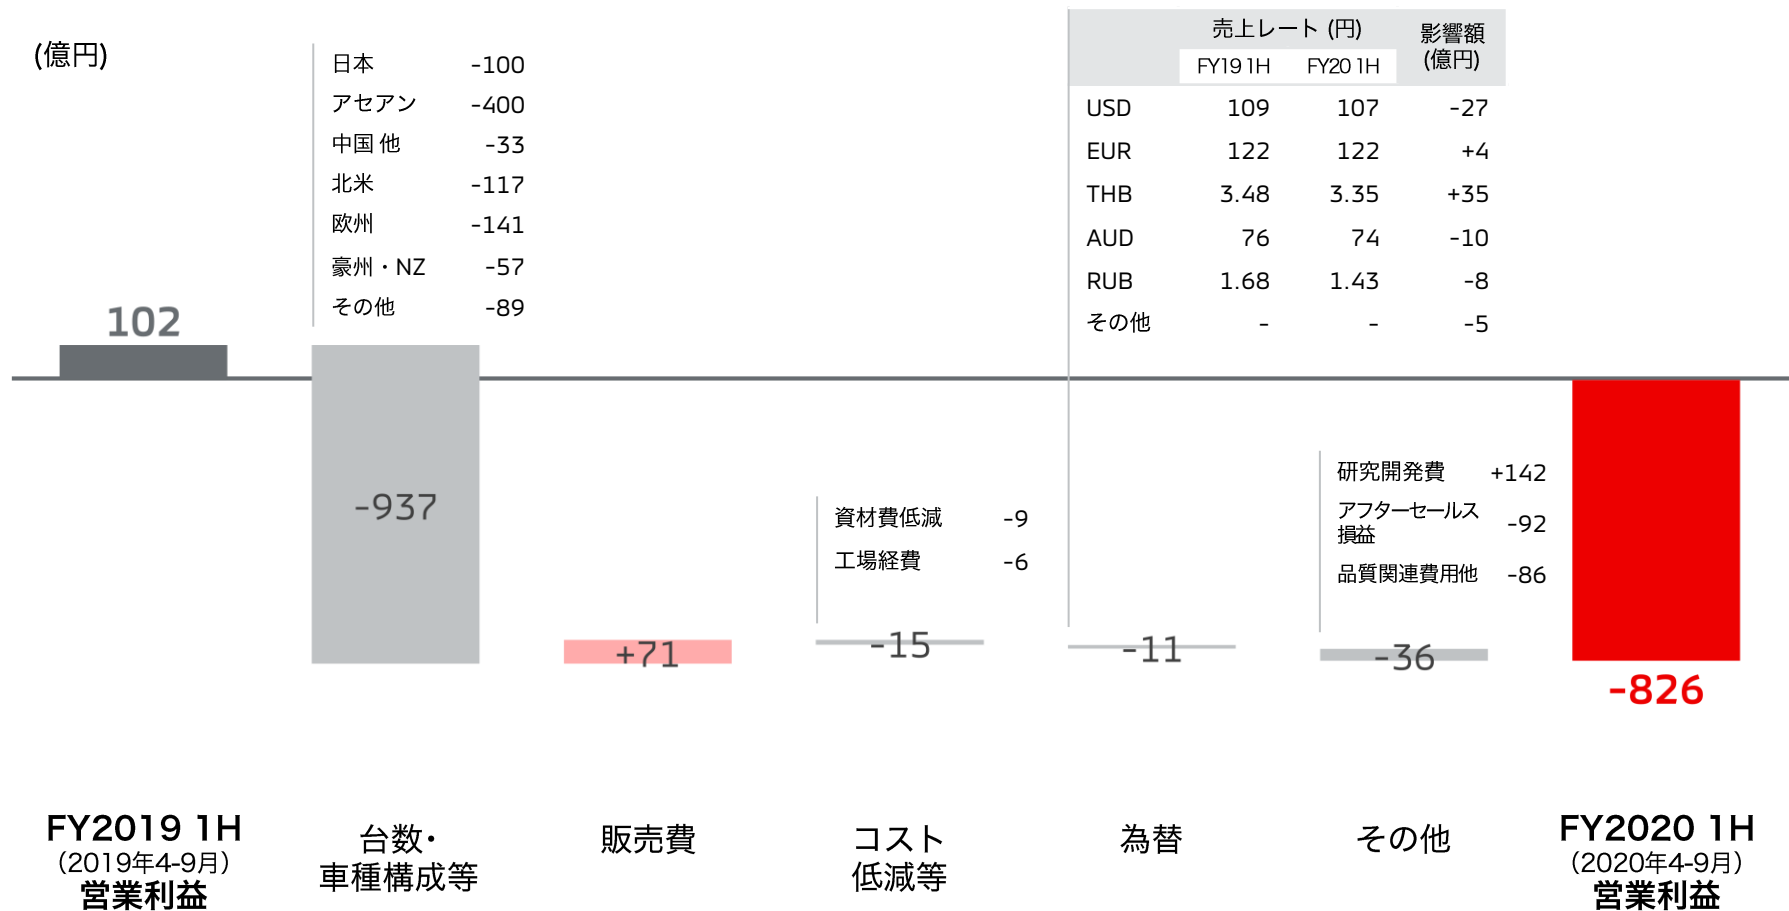 (億円)
日本 -100
アセアン -400
中国 他 -33
北米 -117
欧州 -141
豪州・NZ -57
その他 -89
売上レート (円) 影響額
(億円)
FY19 1H FY20 1H
USD 109 107 -27
EUR 122 122 +4
THB 3.48 3.35 +35
AUD 76 74 -10
RUB 1.68 1.43 -8
その他 - - -5
102
-937
+71
資材費低減 -9
工場経費 -6
-15
-11
研究開発費 +142
アフターセールス
損益 -92
品質関連費用他 -86
-36
-826
FY2019 1H
（2019年4-9月）
営業利益
台数・
車種構成等
販売費
コスト
低減等
為替
その他
FY2020 1H
（2020年4-9月）
営業利益